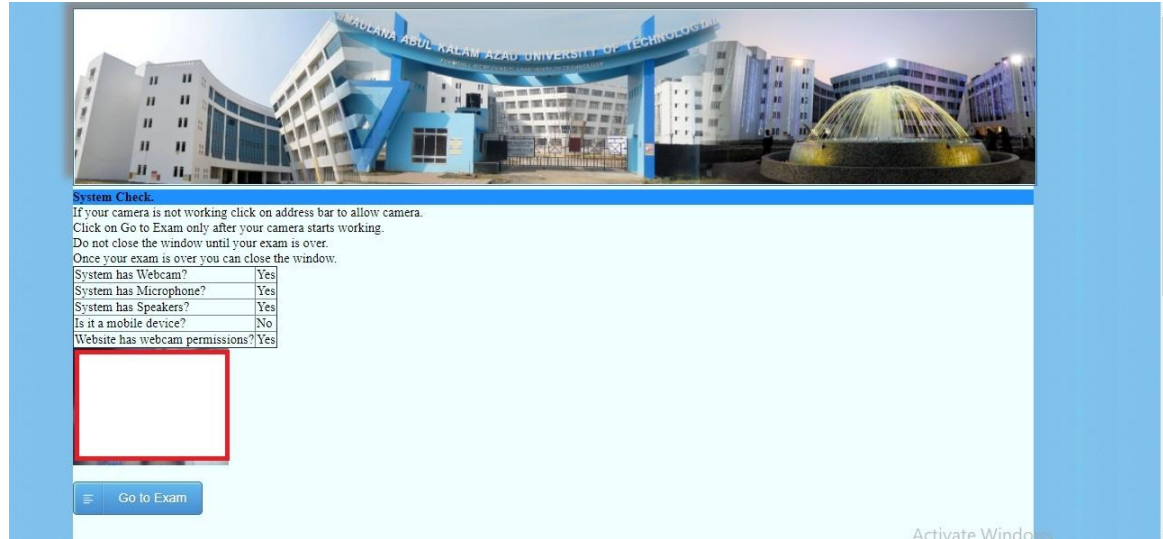 MAULANA ABUL KALAM AZAD UNIVERSITY OF TECHNOLOGY
System Check.
If your camera is not working click on address bar to allow camera.
Click on Go to Exam only after your camera starts working.
Do not close the window until your exam is over.
Once your exam is over you can close the window.
System has Webcam? Yes
System has Microphone? Yes
System has Speakers? Yes
Is it a mobile device? No
Website has webcam permissions? Yes
Go to Exam
Activate Windo